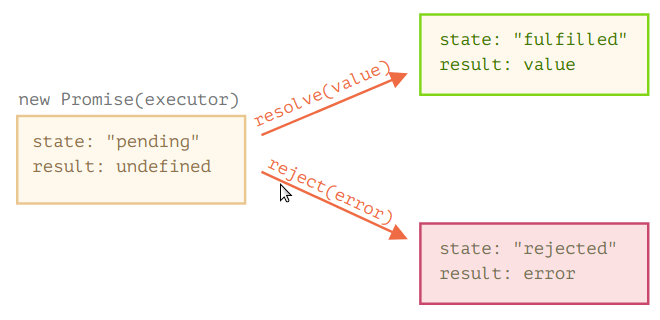 new Promise(executor)
state: "pending"
result: undefined
resolve(value)
state: "fulfilled"
result: value
reject(error)
state: "rejected"
result: error